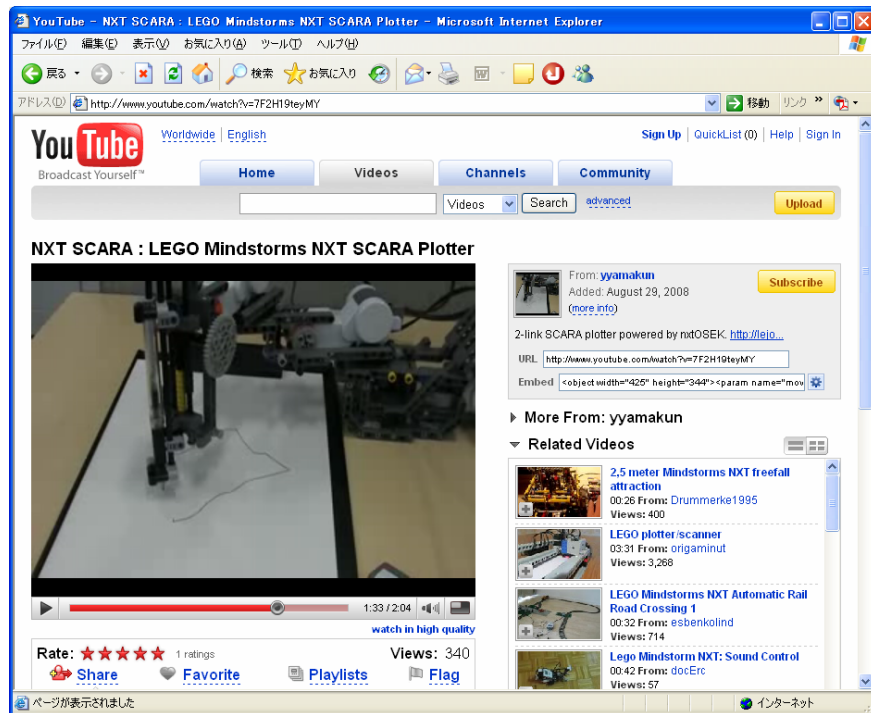 YouTube - NXT SCARA : LEGO Mindstorms NXT SCARA Plotter - Microsoft Internet Explorer
ファイル(F) 編集(E) 表示(V) お気に入り(A) ツール(T) ヘルプ(H)
戻る 検索 お気に入り
アドレス(D) http://www.youtube.com/watch?v=7F2H19teyMY 移動 リンク »
YouTube Worldwide | English Sign Up | QuickList (0) | Help | Sign In
Broadcast Yourself™ Home Videos Channels Community
Videos Search advanced Upload
NXT SCARA : LEGO Mindstorms NXT SCARA Plotter
From: yyamakun
Added: August 29, 2008
(more info)
Subscribe
2-link SCARA plotter powered by nxtOSEK. http://lejo...
URL http://www.youtube.com/watch?v=7F2H19teyMY
Embed <object width="425" height="344"><param name="mov
More From: yyamakun
Related Videos
2,5 meter Mindstorms NXT freefall
attraction
00:26 From: Drummerke1995
Views: 400
LEGO plotter/scanner
03:31 From: origaminut
Views: 3,268
LEGO Mindstorms NXT Automatic Rail
Road Crossing 1
00:32 From: esbenkolind
Views: 714
Lego Mindstorm NXT: Sound Control
00:42 From: docErc
Views: 57
1:33 / 2:04
watch in high quality
Rate: 1 ratings Views: 340
Share Favorite Playlists Flag
ページが表示されました インターネット